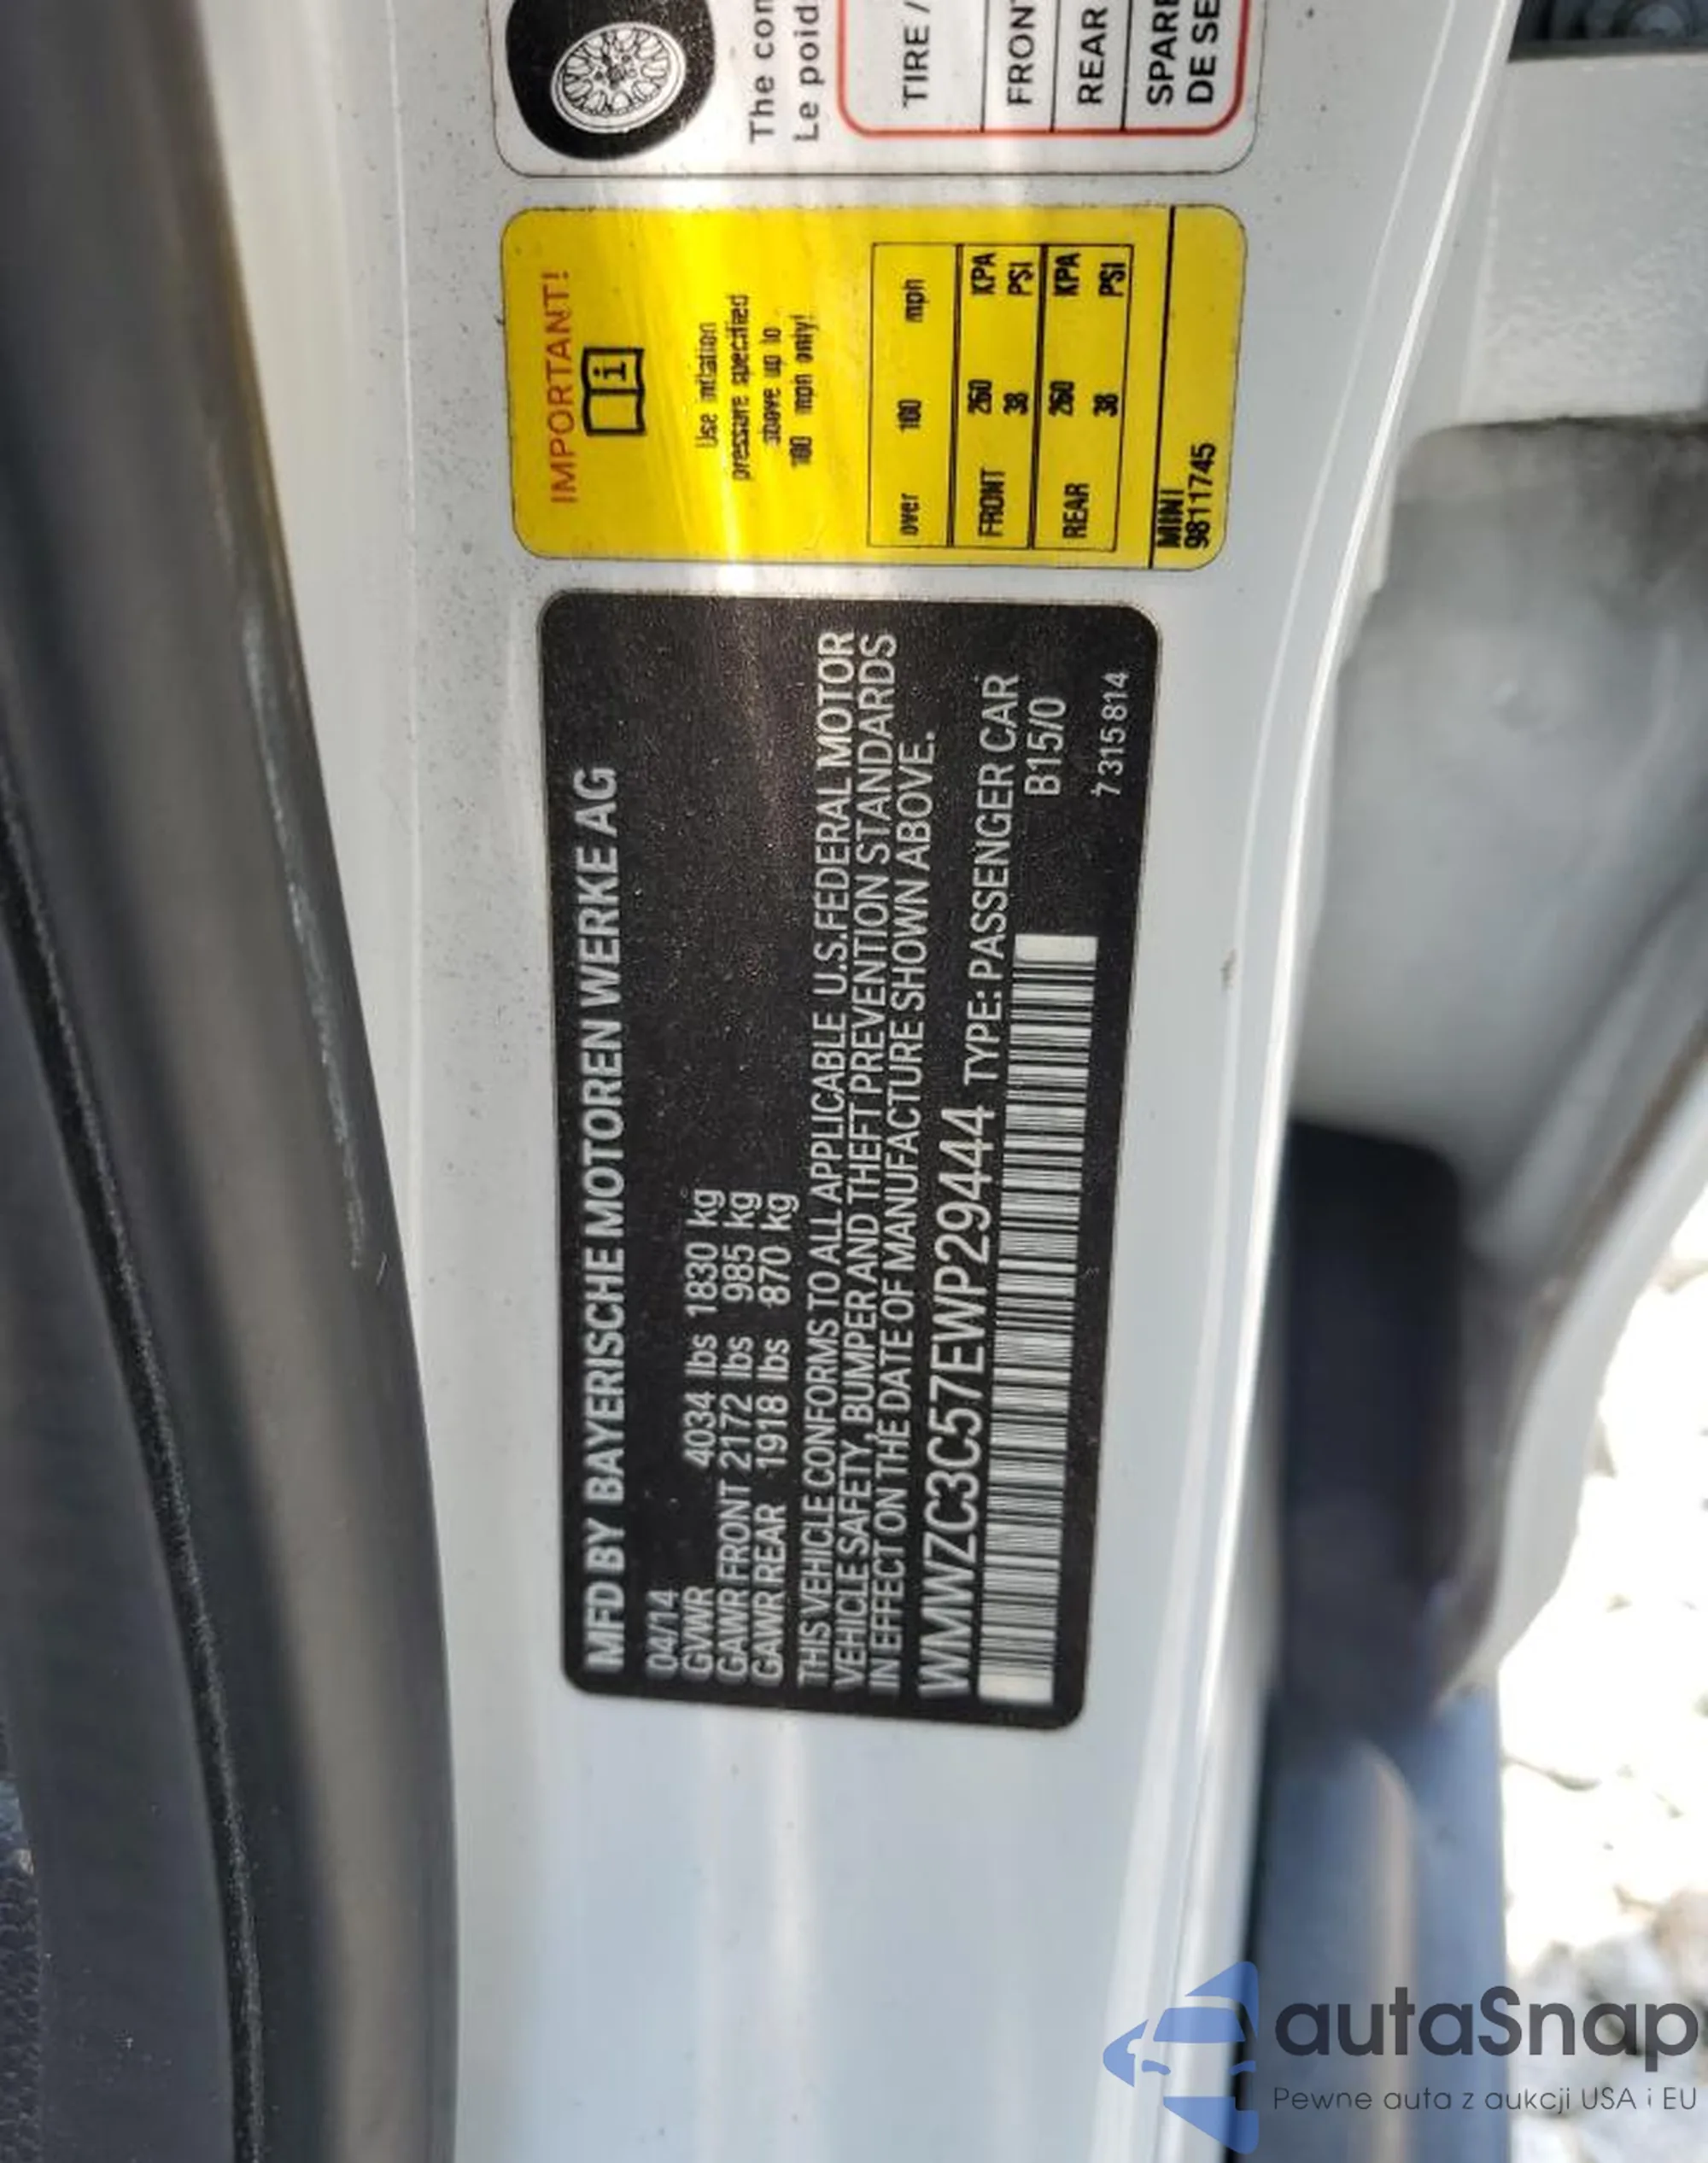 The con
Le poid
TIRE /
FRON
REAR
SPARE
DE SE
IMPORTANT!
Use inflation
pressure specified
above up to
100 mph only!
over 100 mph
FRONT 260 KPA
38 PSI
REAR 260 KPA
38 PSI
MINI
9811745
MFD BY BAYERISCHE MOTOREN WERKE AG
04/14
GVWR 4034 lbs 1830 kg
GAWR FRONT 2172 lbs 985 kg
GAWR REAR 1918 lbs 870 kg
THIS VEHICLE CONFORMS TO ALL APPLICABLE U.S.FEDERAL MOTOR
VEHICLE SAFETY, BUMPER AND THEFT PREVENTION STANDARDS
IN EFFECT ON THE DATE OF MANUFACTURE SHOWN ABOVE.
WMWZC3C57EWP29444 TYPE: PASSENGER CAR
B15/0
7 315 814
autaSnap
Pewne auta z aukcji USA i EU